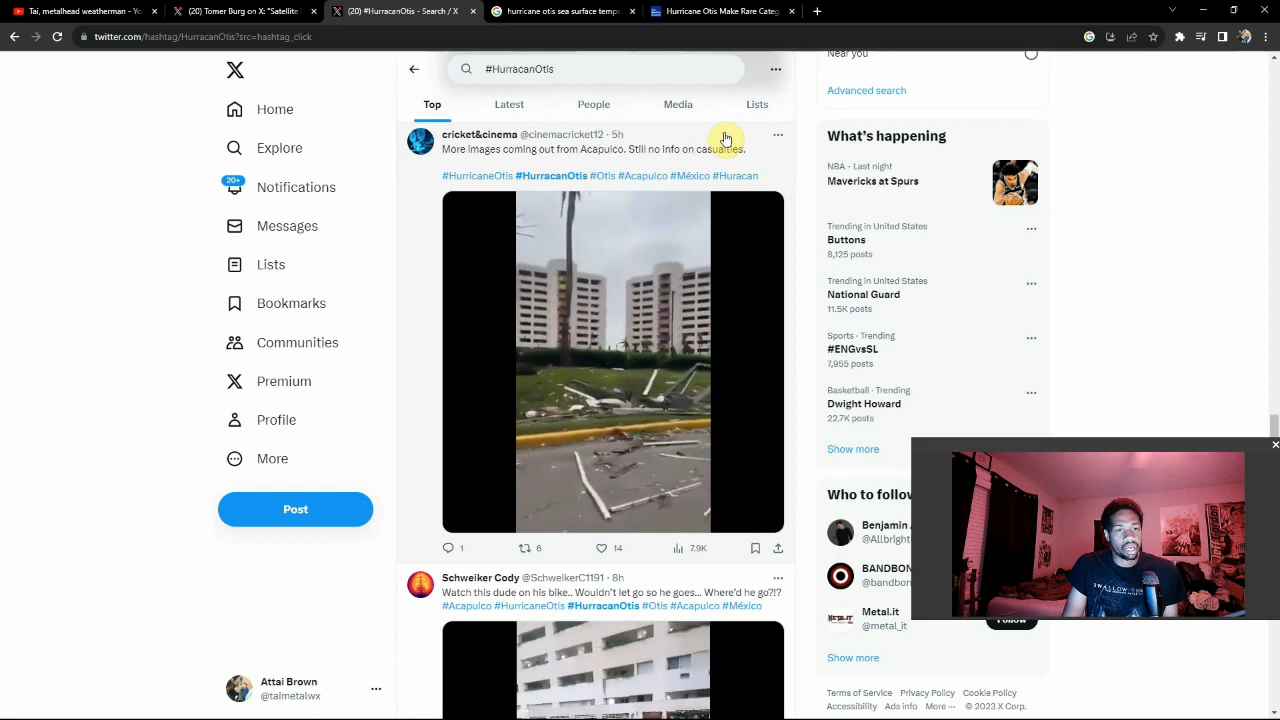 Tai, metalhead weatherman - Yo
(20) Tomer Burg on X: "Satellite
(20) #HurracanOtis - Search / X
hurricane otis sea surface temps
Hurricane Otis Make Rare Categ
twitter.com/hashtag/HurracanOtis?src=hashtag_click
Home
Explore
20+
Notifications
Messages
Lists
Bookmarks
Communities
Premium
Profile
More
Post
Attai Brown
@taimetalwx
#HurracanOtis
Top
Latest
People
Media
Lists
cricket&cinema @cinemacricket12 · 5h
More images coming out from Acapulco. Still no info on casualties.
#HurricaneOtis #HurracanOtis #Otis #Acapulco #México #Huracan
1
6
14
7.9K
Schweiker Cody @SchweikerC1191 · 8h
Watch this dude on his bike.. Wouldn't let go so he goes... Where'd he go?!?
#Acapulco #HurricaneOtis #HurracanOtis #Otis #Acapulco #México
Near you
Advanced search
What's happening
NBA · Last night
Mavericks at Spurs
Trending in United States
Buttons
8,125 posts
Trending in United States
National Guard
11.5K posts
Sports · Trending
#ENGvsSL
7,955 posts
Basketball · Trending
Dwight Howard
22.7K posts
Show more
Who to follow
Benjamin
@Allbright
BANDBON
@bandbon
Metal.it
@metal_it
Follow
Show more
Terms of Service Privacy Policy Cookie Policy
Accessibility Ads info More ··· © 2023 X Corp.